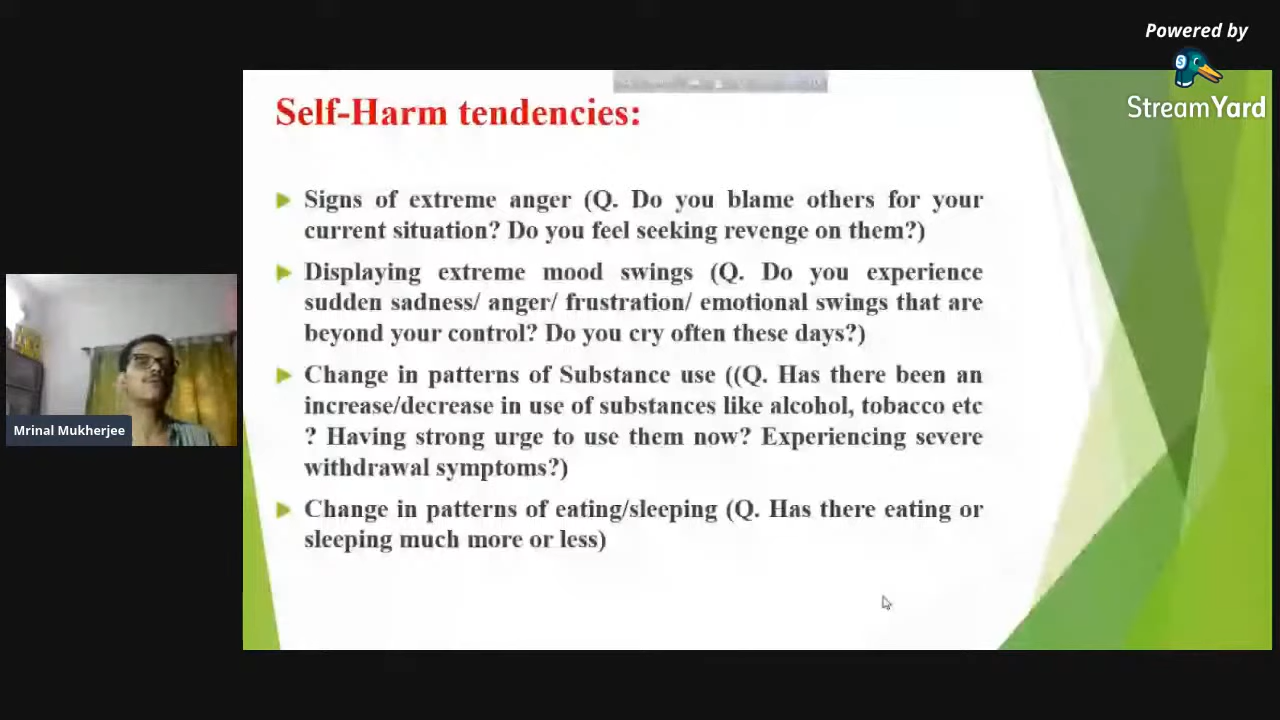 Powered by
StreamYard
Self-Harm tendencies:
Signs of extreme anger (Q. Do you blame others for your
current situation? Do you feel seeking revenge on them?)
Displaying extreme mood swings (Q. Do you experience
sudden sadness/ anger/ frustration/ emotional swings that are
beyond your control? Do you cry often these days?)
Change in patterns of Substance use ((Q. Has there been an
increase/decrease in use of substances like alcohol, tobacco etc
? Having strong urge to use them now? Experiencing severe
withdrawal symptoms?)
Change in patterns of eating/sleeping (Q. Has there eating or
sleeping much more or less)
Mrinal Mukherjee